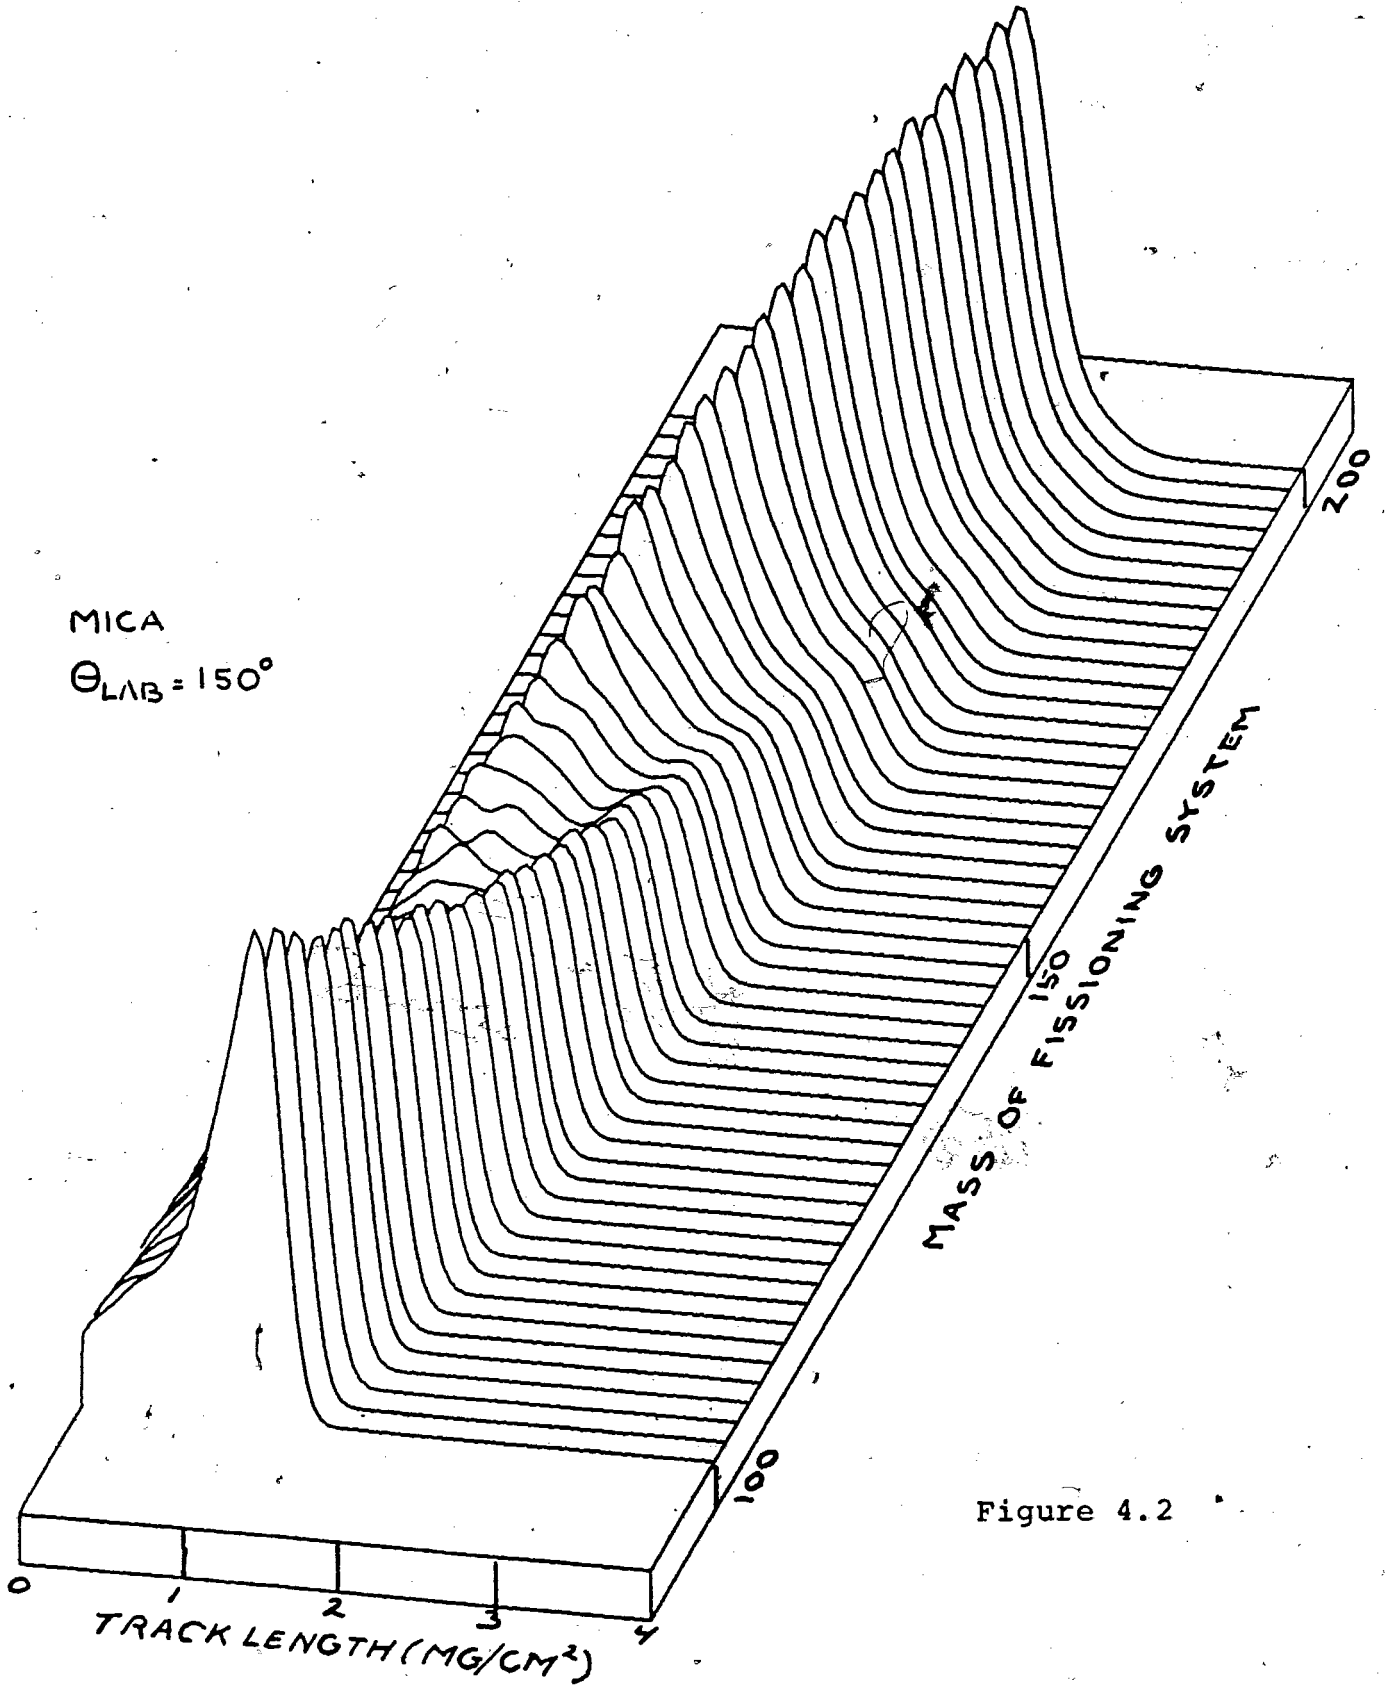 MICA
ΘLAB = 150°
200
150
100
MASS OF FISSIONING SYSTEM
0 1 2 3 4
TRACK LENGTH (MG/CM²)
Figure 4.2